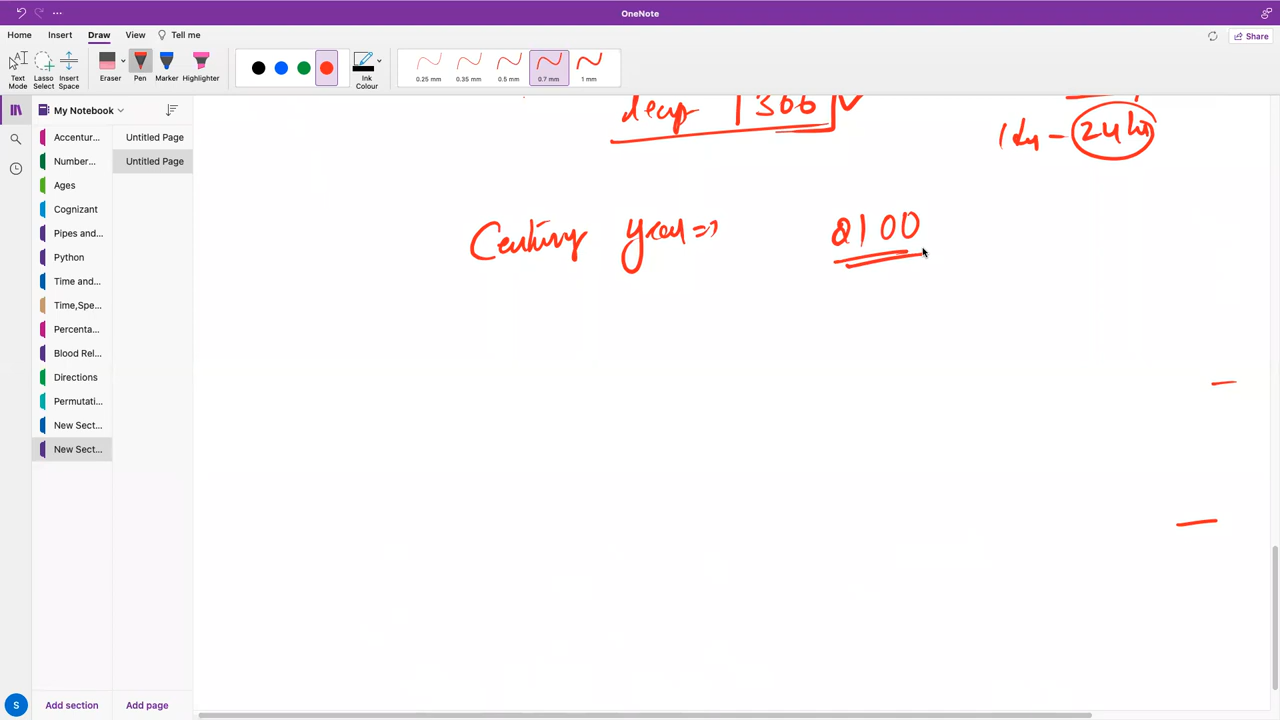 OneNote
Home Insert Draw View Tell me
Share
Text Mode
Lasso Select
Insert Space
Eraser
Pen
Marker
Highlighter
Ink Colour
0.25 mm
0.35 mm
0.5 mm
0.7 mm
1 mm
My Notebook
Accentur...
Number...
Ages
Cognizant
Pipes and...
Python
Time and...
Time,Spe...
Percenta...
Blood Rel...
Directions
Permutati...
New Sect...
New Sect...
Untitled Page
Untitled Page
leap 366
1 day - 24 hr
Century year => 2100
S
Add section
Add page